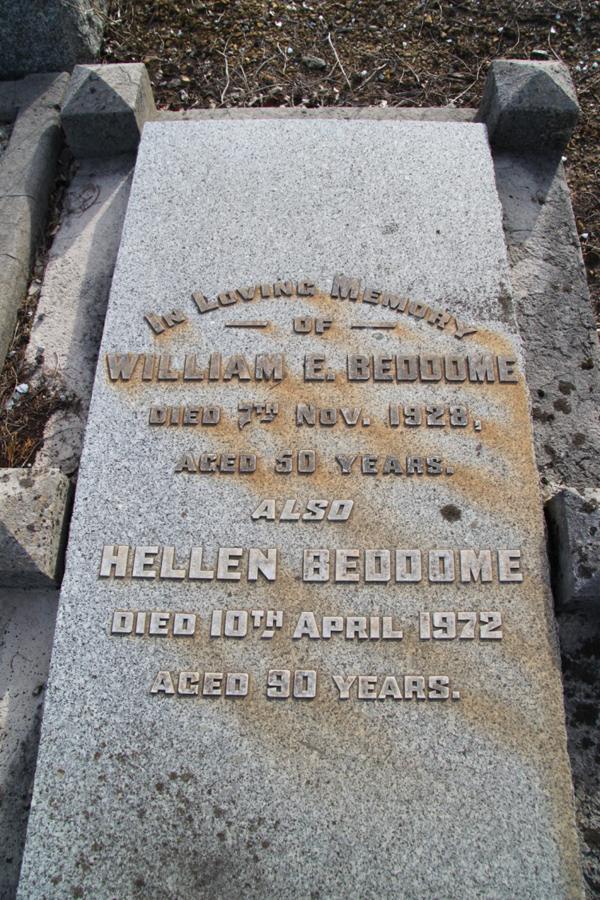 In Loving Memory
— OF —
WILLIAM E. BEDDOME
DIED 7TH NOV. 1928,
AGED 50 YEARS.
ALSO
HELLEN BEDDOME
DIED 10TH APRIL 1972
AGED 90 YEARS.